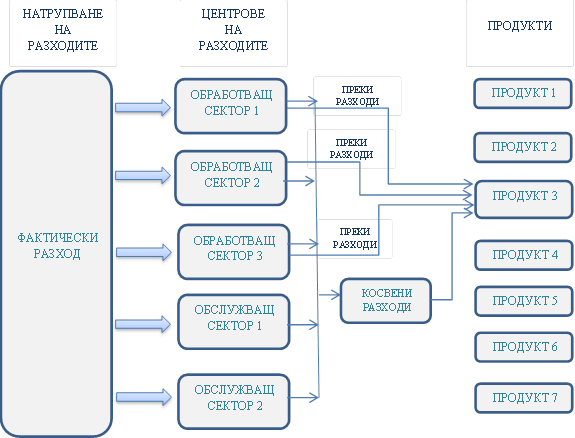 НАТРУПВАНЕ
НА
РАЗХОДИТЕ
ЦЕНТРОВЕ
НА
РАЗХОДИТЕ
ПРОДУКТИ
ФАКТИЧЕСКИ
РАЗХОД
ОБРАБОТВАЩ
СЕКТОР 1
ОБРАБОТВАЩ
СЕКТОР 2
ОБРАБОТВАЩ
СЕКТОР 3
ОБСЛУЖВАЩ
СЕКТОР 1
ОБСЛУЖВАЩ
СЕКТОР 2
ПРЕКИ
РАЗХОДИ
ПРЕКИ
РАЗХОДИ
ПРЕКИ
РАЗХОДИ
КОСВЕНИ
РАЗХОДИ
ПРОДУКТ 1
ПРОДУКТ 2
ПРОДУКТ 3
ПРОДУКТ 4
ПРОДУКТ 5
ПРОДУКТ 6
ПРОДУКТ 7